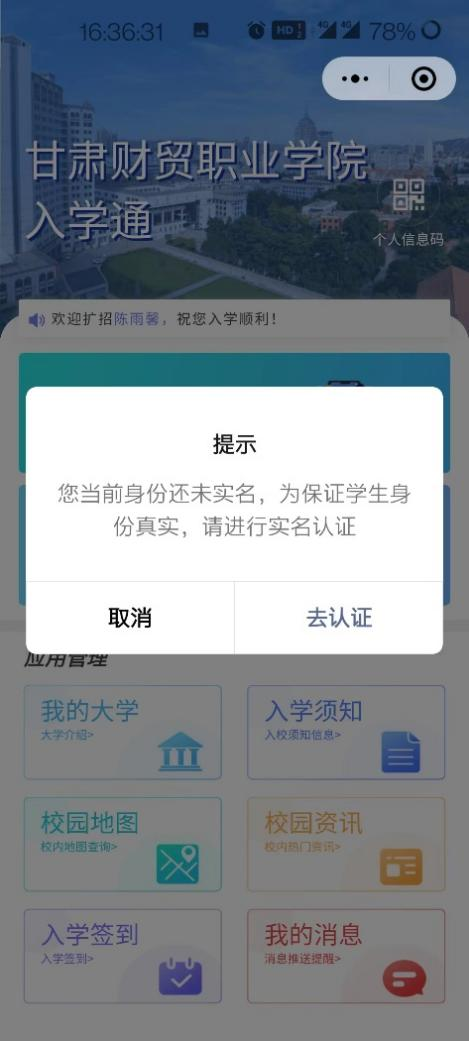 16:36:31
HD 1 2
4G 4G
78%
甘肃财贸职业学院
入学通
个人信息码
欢迎扩招陈雨馨，祝您入学顺利！
提示
您当前身份还未实名，为保证学生身
份真实，请进行实名认证
取消
去认证
应用管理
我的大学
大学介绍>
入学须知
入校须知信息>
校园地图
校内地图查询>
校园资讯
校内热门资讯>
入学签到
入学签到>
我的消息
消息推送提醒>